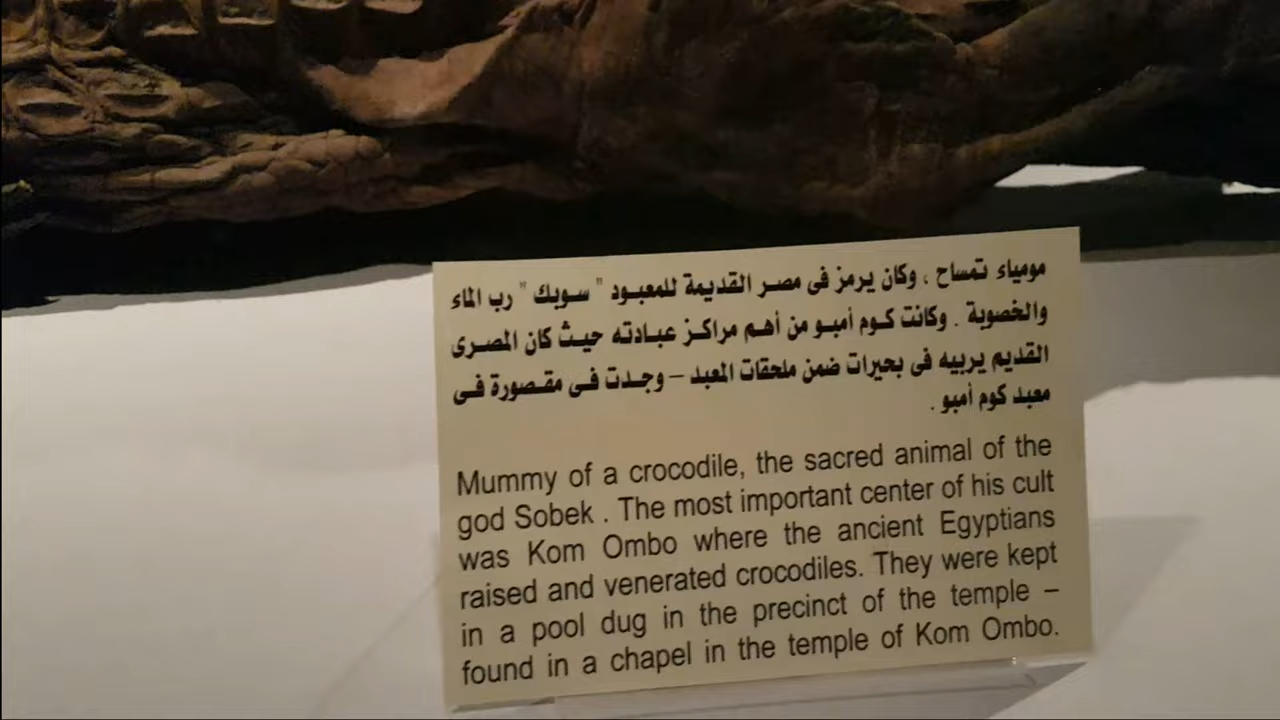 مومياء تمساح ، وكان يرمز فى مصر القديمة للمعبود " سوبك " رب الماء
والخصوبة . وكانت كوم أمبو من أهم مراكز عبادته حيث كان المصرى
القديم يربيه فى بحيرات ضمن ملحقات المعبد – وجدت فى مقصورة فى
معبد كوم أمبو .
Mummy of a crocodile, the sacred animal of the
god Sobek . The most important center of his cult
was Kom Ombo where the ancient Egyptians
raised and venerated crocodiles. They were kept
in a pool dug in the precinct of the temple –
found in a chapel in the temple of Kom Ombo.